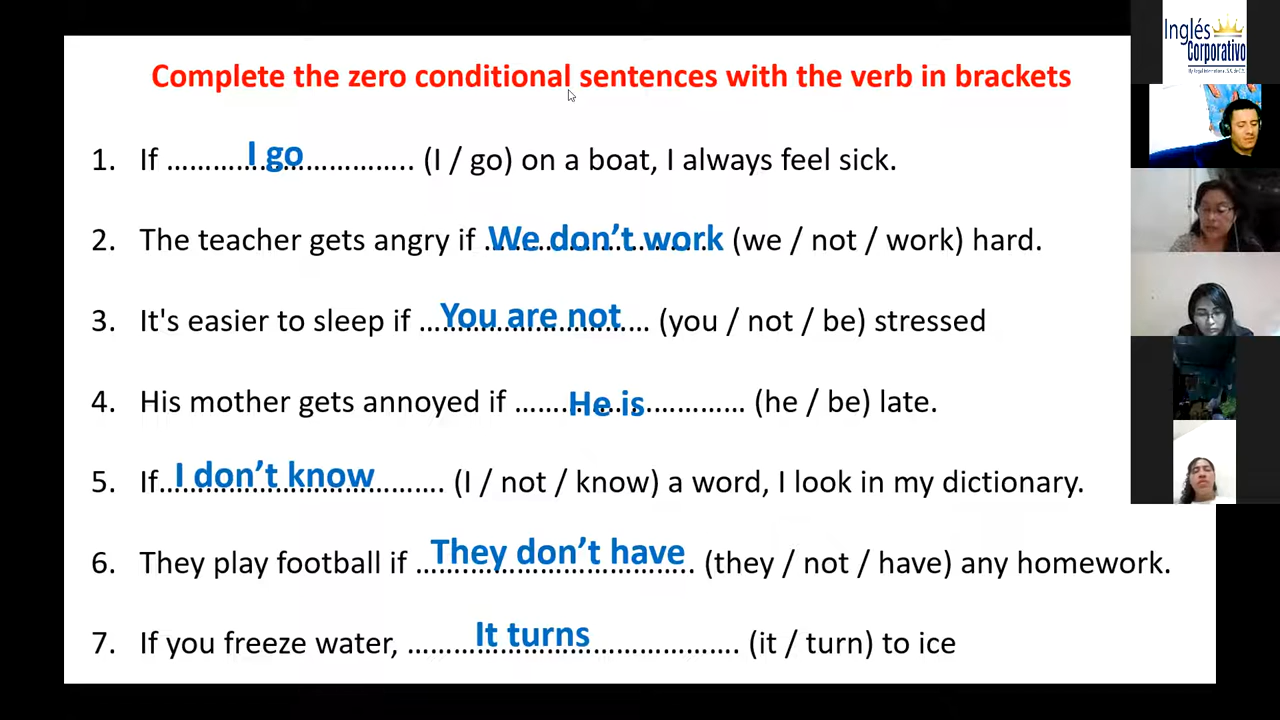 Complete the zero conditional sentences with the verb in brackets
1. If ………I go……….. (I / go) on a boat, I always feel sick.
2. The teacher gets angry if We don’t work (we / not / work) hard.
3. It's easier to sleep if …You are not… (you / not / be) stressed
4. His mother gets annoyed if ……He is………… (he / be) late.
5. If..I don’t know……. (I / not / know) a word, I look in my dictionary.
6. They play football if …They don’t have.. (they / not / have) any homework.
7. If you freeze water, ………It turns……………. (it / turn) to ice
Inglés
Corporativo